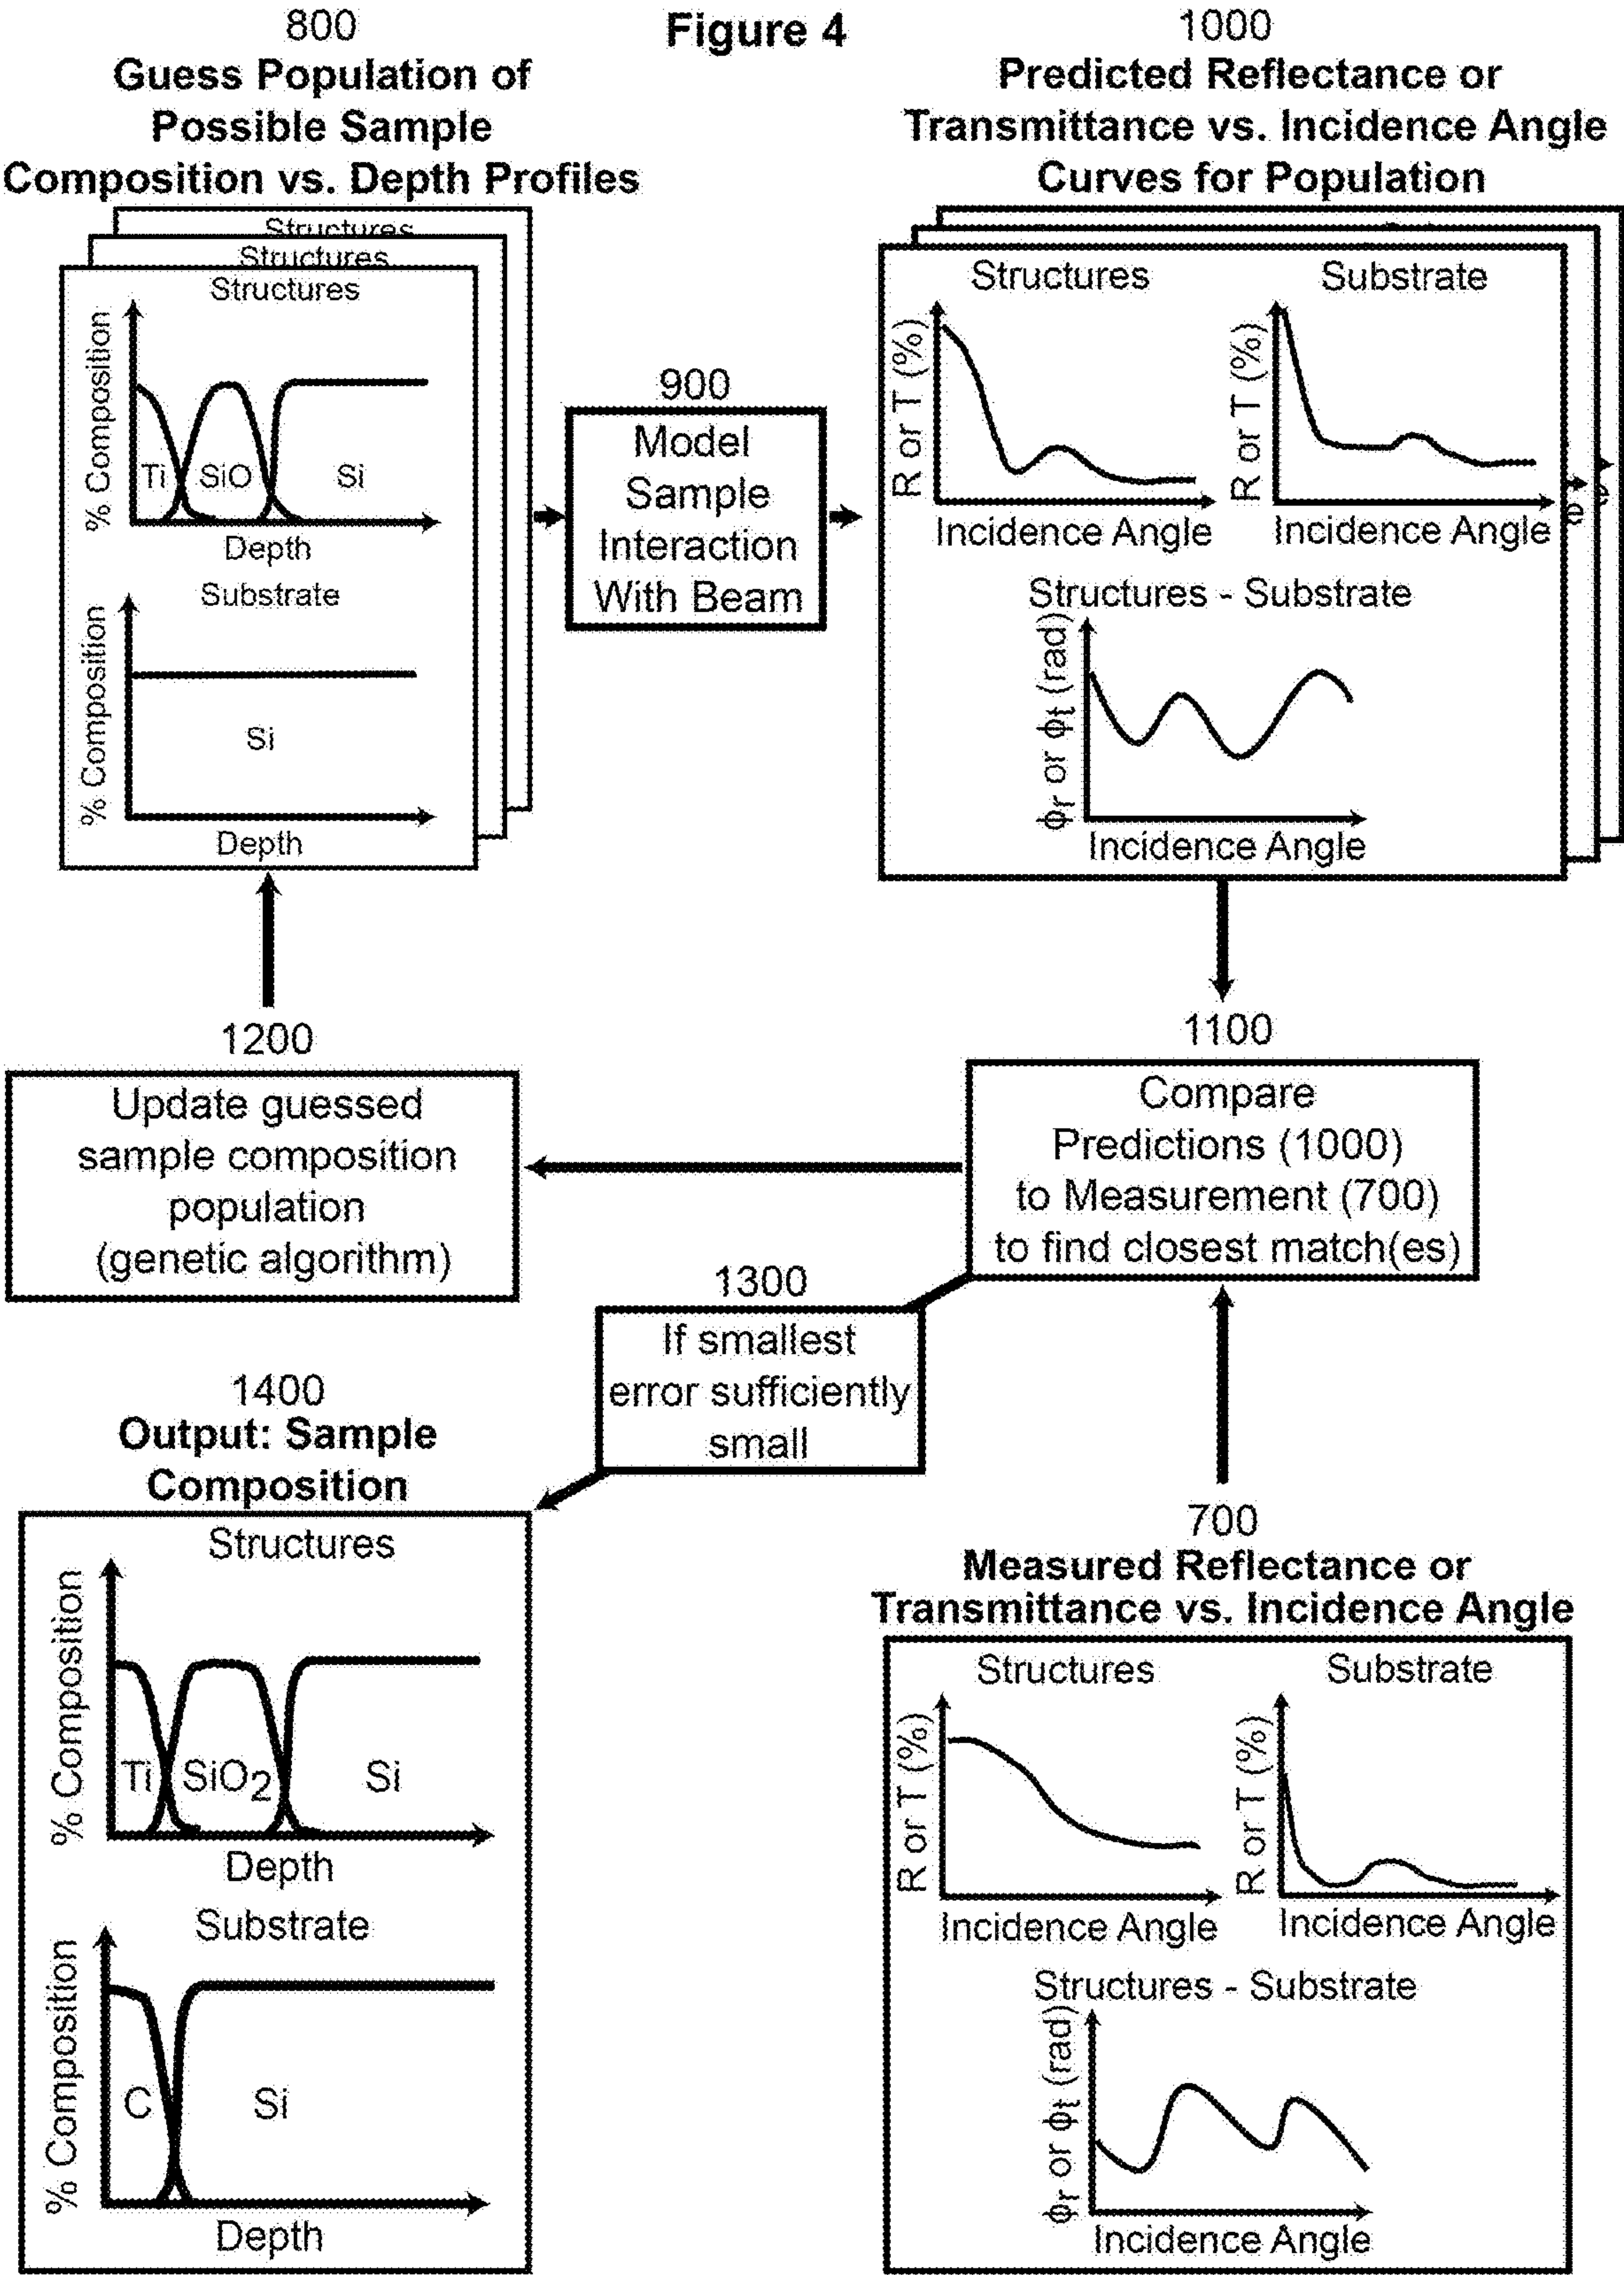 Figure 4
800
Guess Population of
Possible Sample
Composition vs. Depth Profiles
Structures
Structures
Structures
% Composition
Ti
SiO
Si
Depth
Substrate
% Composition
Si
Depth
900
Model
Sample
Interaction
With Beam
1000
Predicted Reflectance or
Transmittance vs. Incidence Angle
Curves for Population
Structures
R or T (%)
Incidence Angle
Substrate
R or T (%)
Incidence Angle
Structures - Substrate
ϕr or ϕt (rad)
Incidence Angle
1100
Compare
Predictions (1000)
to Measurement (700)
to find closest match(es)
1200
Update guessed
sample composition
population
(genetic algorithm)
1300
If smallest
error sufficiently
small
1400
Output: Sample
Composition
Structures
% Composition
Ti
SiO2
Si
Depth
Substrate
% Composition
C
Si
Depth
700
Measured Reflectance or
Transmittance vs. Incidence Angle
Structures
R or T (%)
Incidence Angle
Substrate
R or T (%)
Incidence Angle
Structures - Substrate
ϕr or ϕt (rad)
Incidence Angle